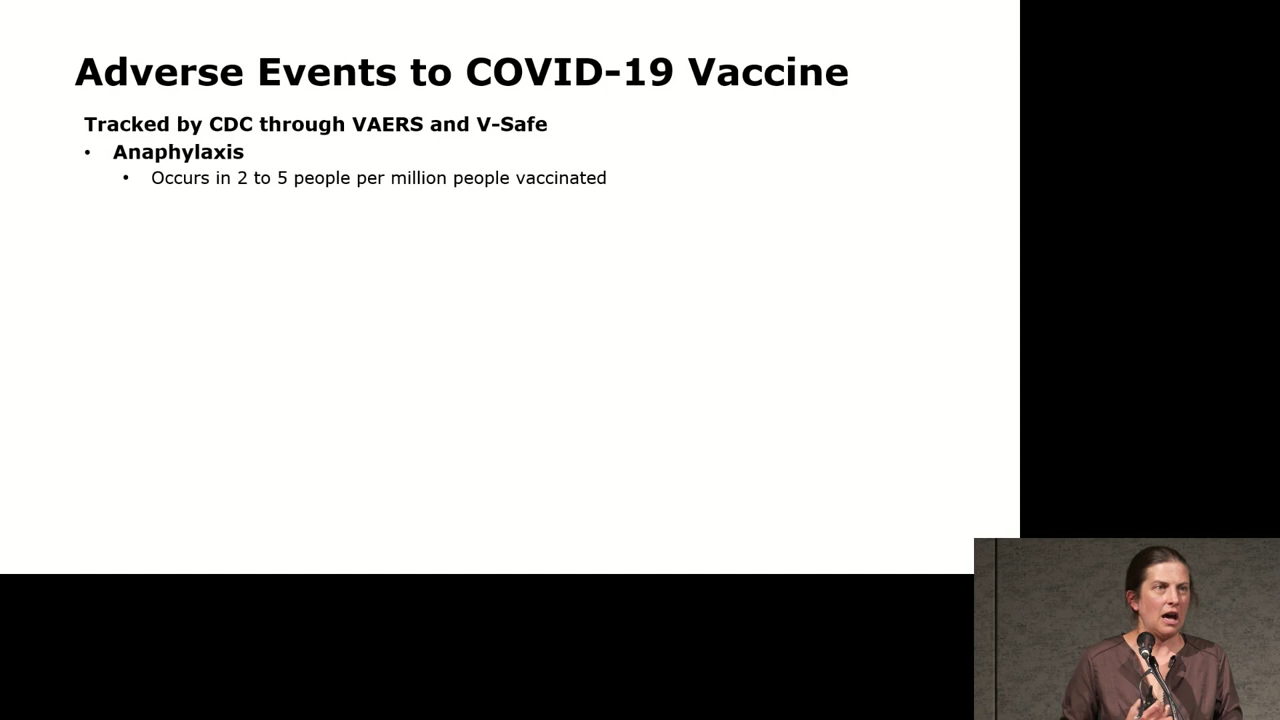 Adverse Events to COVID-19 Vaccine
Tracked by CDC through VAERS and V-Safe
• Anaphylaxis
• Occurs in 2 to 5 people per million people vaccinated